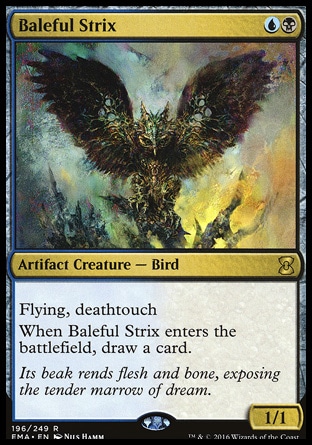 Baleful Strix
Artifact Creature — Bird
Flying, deathtouch
When Baleful Strix enters the
battlefield, draw a card.
Its beak rends flesh and bone, exposing
the tender marrow of dream.
1/1
196/249 R
EMA • EN Nils Hamm
™ & © 2016 Wizards of the Coast